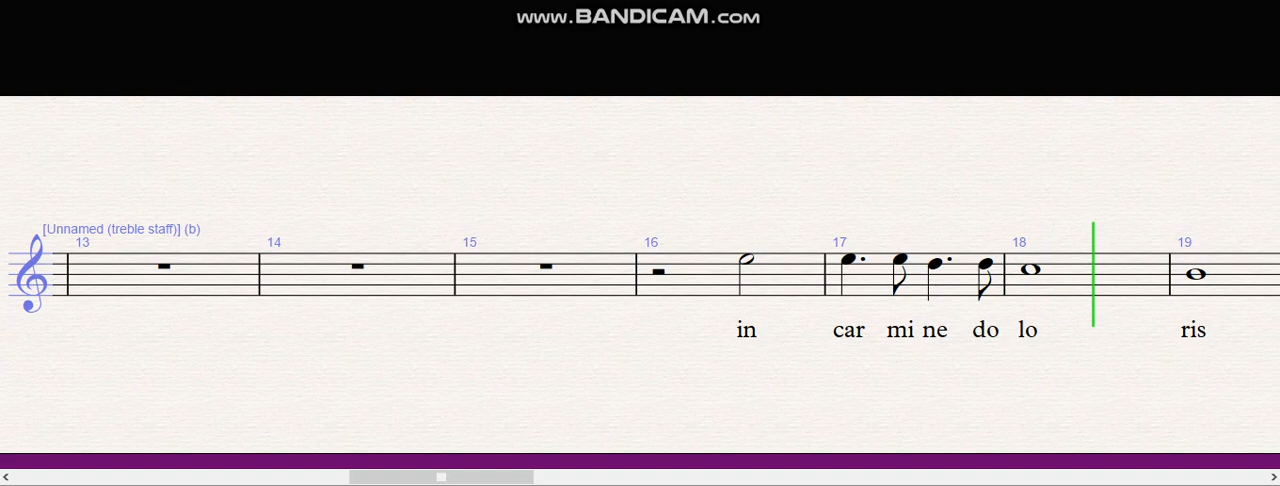 www.BANDICAM.com
[Unnamed (treble staff)] (b)
13 14 15 16 17 18 19
in car mi ne do lo ris